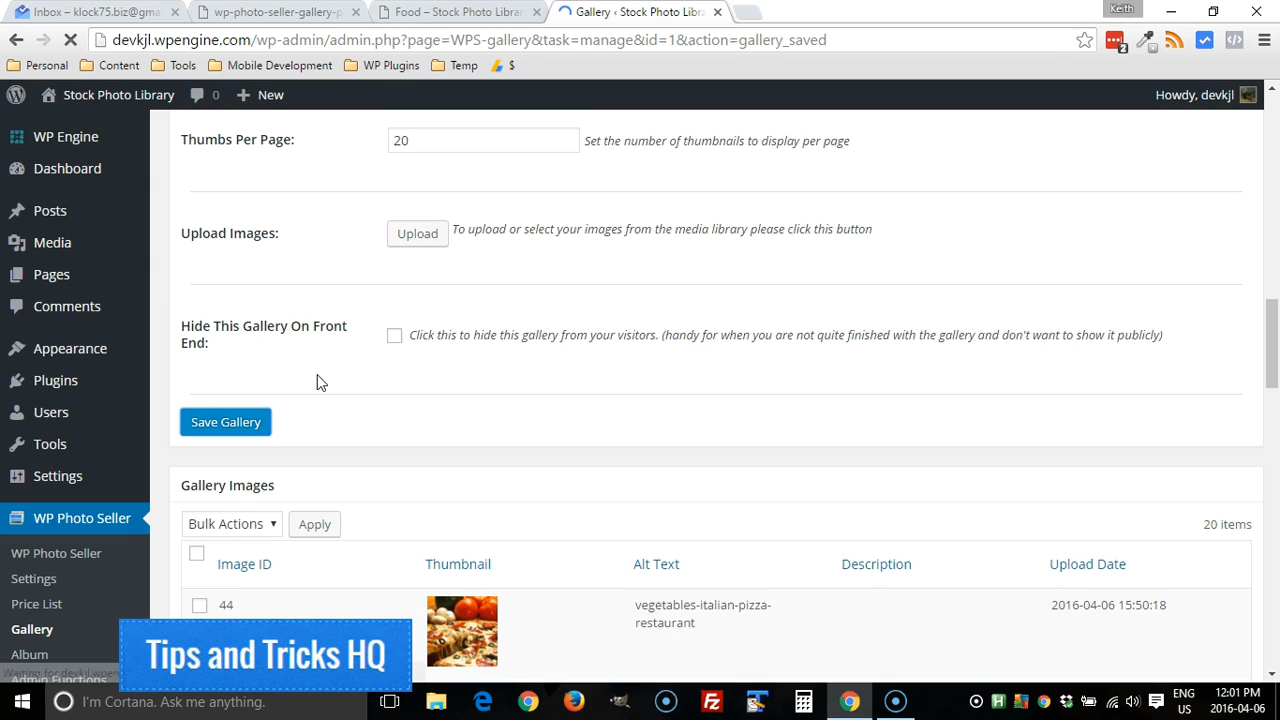 Inbox – klock75.biz@gma
wp-photo-seller-gallery-p
Food – Stock Photo Libra
Gallery ‹ Stock Photo Libra
Keith
devkjl.wpengine.com/wp-admin/admin.php?page=WPS-gallery&task=manage&id=1&action=gallery_saved
2
Personal
Content
Tools
Mobile Development
WP Plugins
Temp
$
Stock Photo Library
0
New
Howdy, devkjl
WP Engine
Dashboard
Posts
Media
Pages
Comments
Appearance
Plugins
Users
Tools
Settings
WP Photo Seller
WP Photo Seller
Settings
Price List
Gallery
Album
Thumbs Per Page:
20
Set the number of thumbnails to display per page
Upload Images:
Upload
To upload or select your images from the media library please click this button
Hide This Gallery On Front
End:
Click this to hide this gallery from your visitors. (handy for when you are not quite finished with the gallery and don't want to show it publicly)
Save Gallery
Gallery Images
Bulk Actions
Apply
20 items
Image ID
Thumbnail
Alt Text
Description
Upload Date
44
vegetables-italian-pizza-
restaurant
2016-04-06 15:50:18
Tips and Tricks HQ
I'm Cortana. Ask me anything.
ENG
US
12:01 PM
2016-04-06